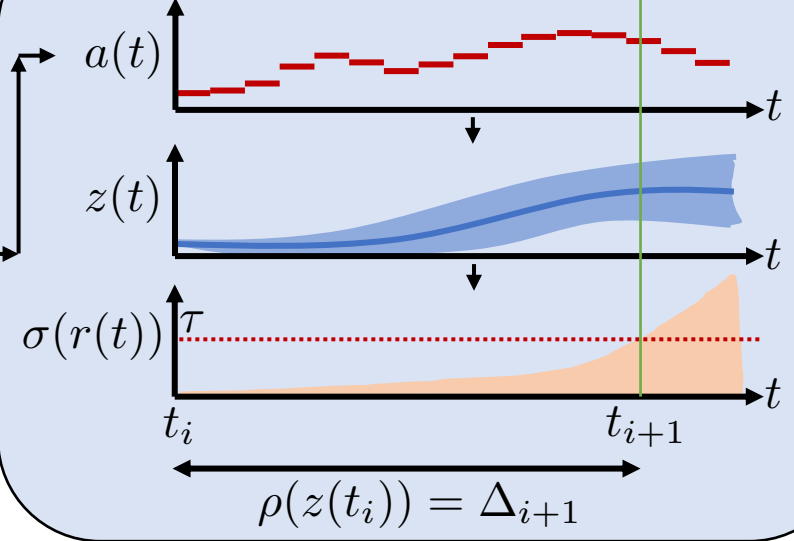 a(t)
t
z(t)
t
τ
σ(r(t))
t
t_i
t_{i+1}
ρ(z(t_i)) = Δ_{i+1}